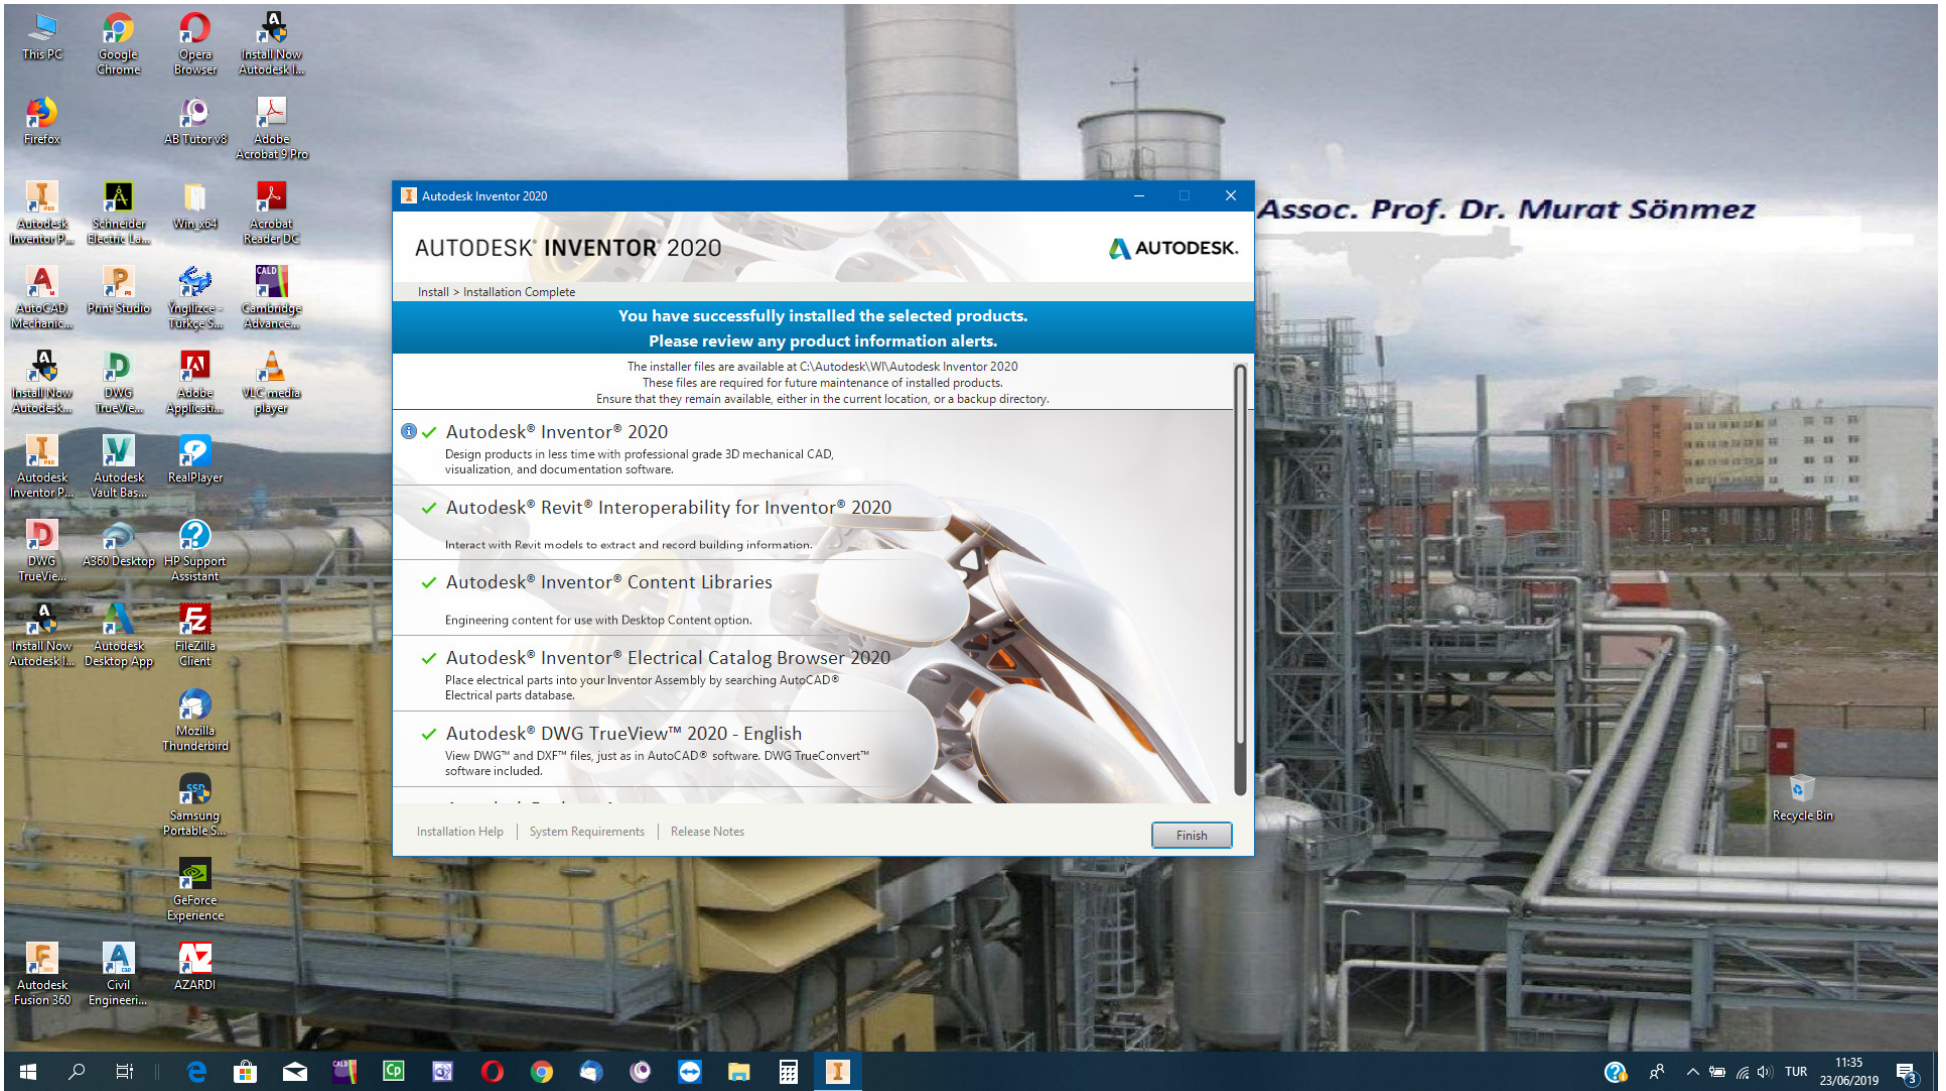 This PC
Google
Chrome
Opera
Browser
Install Now
Autodesk I...
Firefox
AB Tutor v8
Adobe
Acrobat 9 Pro
Autodesk
Inventor P...
Schneider
Electric La...
Win_x64
Acrobat
Reader DC
AutoCAD
Mechanic...
Print Studio
Ýngilizce -
Türkçe S...
CALD
Cambridge
Advance...
Install Now
Autodesk...
DWG
TrueVie...
Adobe
Applicati...
VLC media
player
Autodesk
Inventor P...
Autodesk
Vault Bas...
RealPlayer
DWG
TrueVie...
A360 Desktop
HP Support
Assistant
Install Now
Autodesk I...
Autodesk
Desktop App
FileZilla
Client
Mozilla
Thunderbird
SSD
Samsung
Portable S...
GeForce
Experience
Autodesk
Fusion 360
Civil
Engineeri...
AZARDI
Assoc. Prof. Dr. Murat Sönmez
Autodesk Inventor 2020
AUTODESK® INVENTOR® 2020
AUTODESK.
Install > Installation Complete
You have successfully installed the selected products.
Please review any product information alerts.
The installer files are available at C:\Autodesk\WI\Autodesk Inventor 2020
These files are required for future maintenance of installed products.
Ensure that they remain available, either in the current location, or a backup directory.
Autodesk® Inventor® 2020
Design products in less time with professional grade 3D mechanical CAD,
visualization, and documentation software.
Autodesk® Revit® Interoperability for Inventor® 2020
Interact with Revit models to extract and record building information.
Autodesk® Inventor® Content Libraries
Engineering content for use with Desktop Content option.
Autodesk® Inventor® Electrical Catalog Browser 2020
Place electrical parts into your Inventor Assembly by searching AutoCAD®
Electrical parts database.
Autodesk® DWG TrueView™ 2020 - English
View DWG™ and DXF™ files, just as in AutoCAD® software. DWG TrueConvert™
software included.
Installation Help
System Requirements
Release Notes
Finish
Recycle Bin
CALD
Cp
TUR
11:35
23/06/2019
3